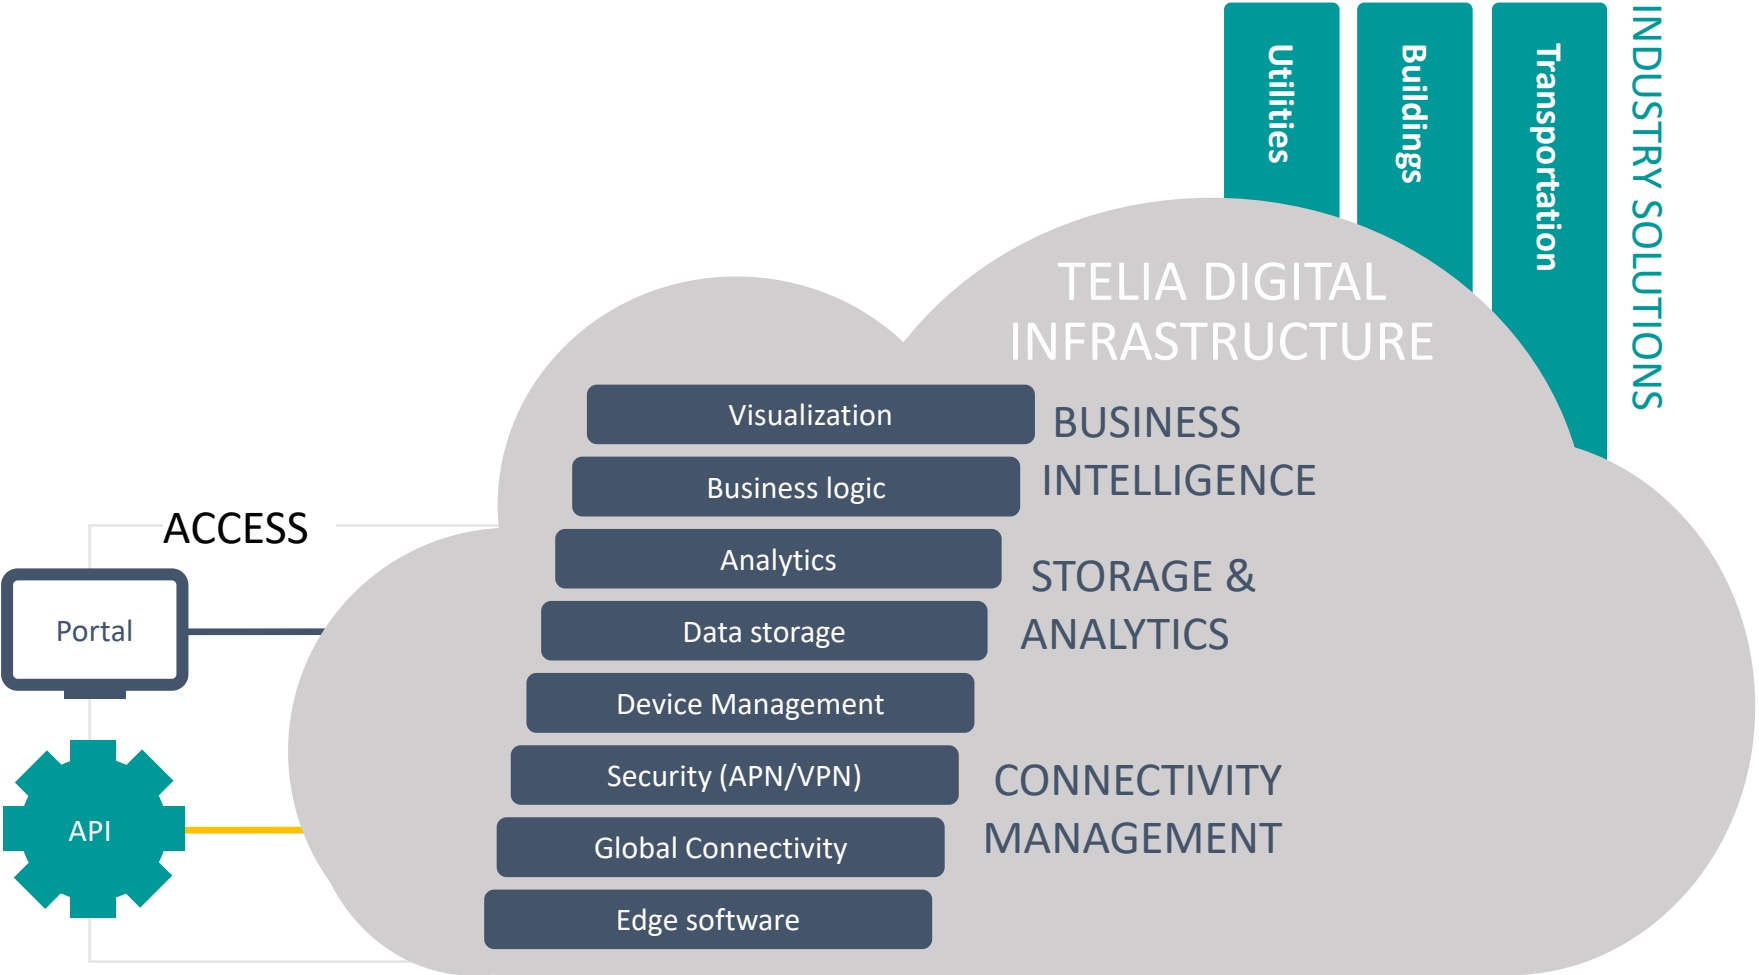 Utilities
Buildings
Transportation
INDUSTRY SOLUTIONS
TELIA DIGITAL
INFRASTRUCTURE
Visualization
Business logic
BUSINESS
INTELLIGENCE
Analytics
Data storage
STORAGE &
ANALYTICS
Device Management
Security (APN/VPN)
Global Connectivity
Edge software
CONNECTIVITY
MANAGEMENT
ACCESS
Portal
API